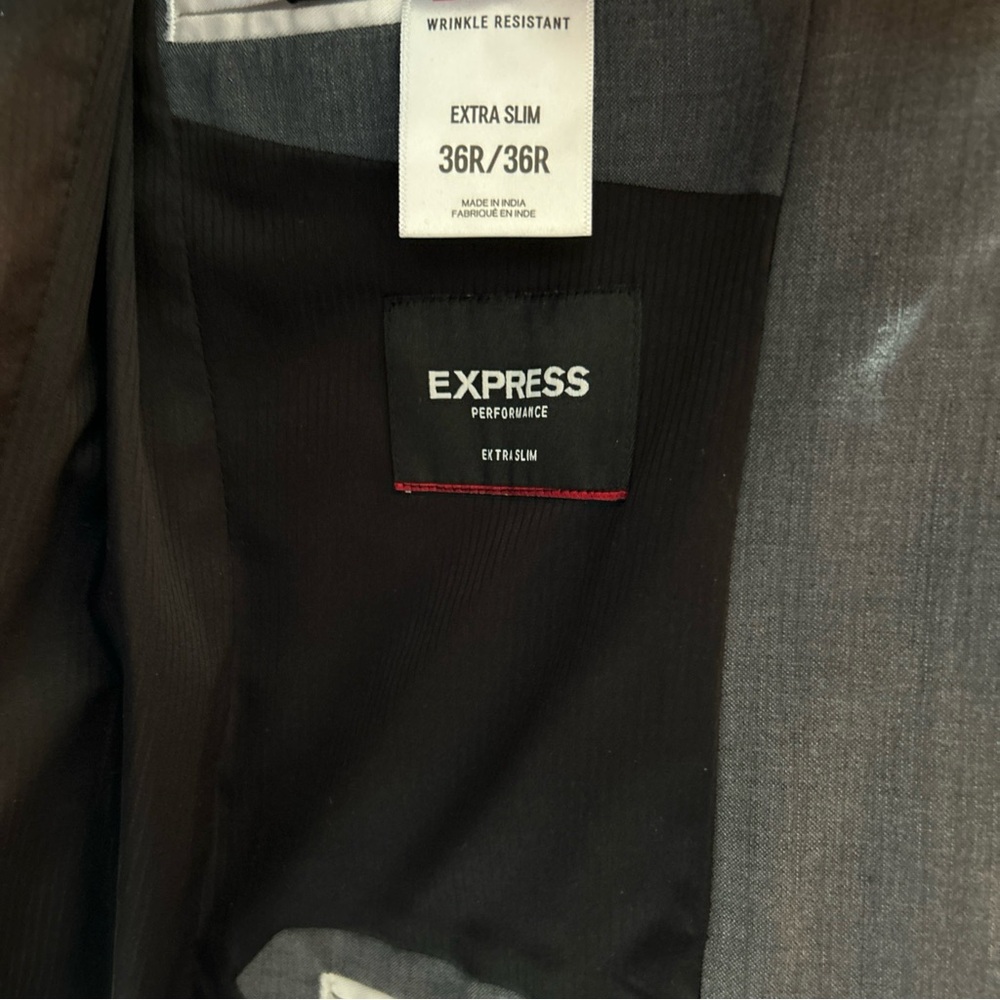 WRINKLE RESISTANT
EXTRA SLIM
36R/36R
MADE IN INDIA
FABRIQUÉ EN INDE
EXPRESS
PERFORMANCE
EXTRA SLIM